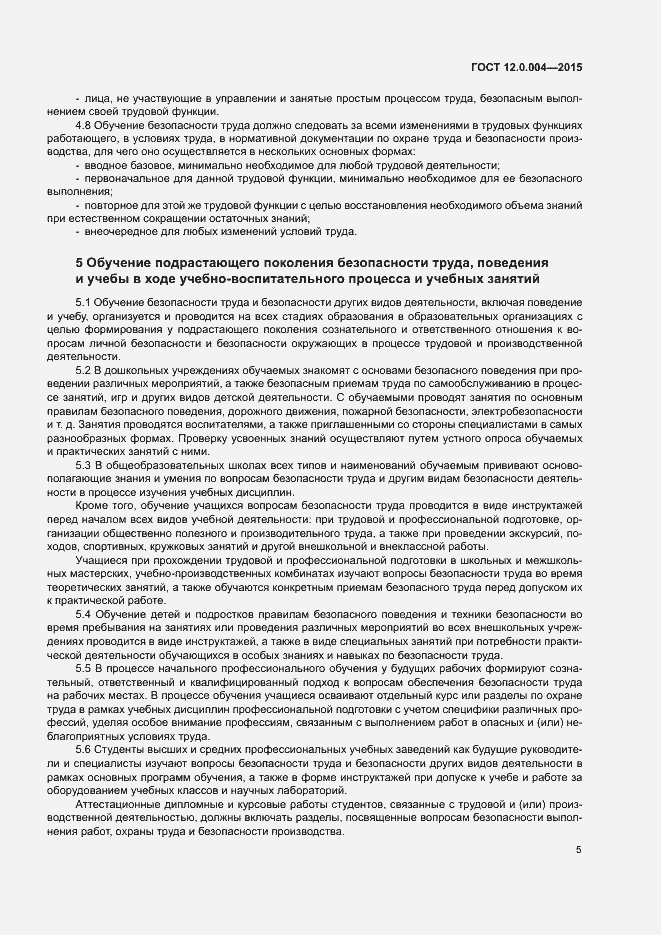 ГОСТ 12.0.004—2015
- лица, не участвующие в управлении и занятые простым процессом труда, безопасным выпол-
нением своей трудовой функции.
4.8 Обучение безопасности труда должно следовать за всеми изменениями в трудовых функциях
работающего, в условиях труда, в нормативной документации по охране труда и безопасности произ-
водства, для чего оно осуществляется в нескольких основных формах:
- вводное базовое, минимально необходимое для любой трудовой деятельности;
- первоначальное для данной трудовой функции, минимально необходимое для ее безопасного
выполнения;
- повторное для этой же трудовой функции с целью восстановления необходимого объема знаний
при естественном сокращении остаточных знаний;
- внеочередное для любых изменений условий труда.
5 Обучение подрастающего поколения безопасности труда, поведения
и учебы в ходе учебно-воспитательного процесса и учебных занятий
5.1 Обучение безопасности труда и безопасности других видов деятельности, включая поведение
и учебу, организуется и проводится на всех стадиях образования в образовательных организациях с
целью формирования у подрастающего поколения сознательного и ответственного отношения к во-
просам личной безопасности и безопасности окружающих в процессе трудовой и производственной
деятельности.
5.2 В дошкольных учреждениях обучаемых знакомят с основами безопасного поведения при про-
ведении различных мероприятий, а также безопасным приемам труда по самообслуживанию в процес-
се занятий, игр и других видов детской деятельности. С обучаемыми проводят занятия по основным
правилам безопасного поведения, дорожного движения, пожарной безопасности, электробезопасности
и т. д. Занятия проводятся воспитателями, а также приглашенными со стороны специалистами в самых
разнообразных формах. Проверку усвоенных знаний осуществляют путем устного опроса обучаемых
и практических занятий с ними.
5.3 В общеобразовательных школах всех типов и наименований обучаемым прививают осново-
полагающие знания и умения по вопросам безопасности труда и другим видам безопасности деятель-
ности в процессе изучения учебных дисциплин.
Кроме того, обучение учащихся вопросам безопасности труда проводится в виде инструктажей
перед началом всех видов учебной деятельности: при трудовой и профессиональной подготовке, ор-
ганизации общественно полезного и производительного труда, а также при проведении экскурсий, по-
ходов, спортивных, кружковых занятий и другой внешкольной и внеклассной работы.
Учащиеся при прохождении трудовой и профессиональной подготовки в школьных и межшколь-
ных мастерских, учебно-производственных комбинатах изучают вопросы безопасности труда во время
теоретических занятий, а также обучаются конкретным приемам безопасного труда перед допуском их
к практической работе.
5.4 Обучение детей и подростков правилам безопасного поведения и техники безопасности во
время пребывания на занятиях или проведения различных мероприятий во всех внешкольных учреж-
дениях проводится в виде инструктажей, а также в виде специальных занятий при потребности практи-
ческой деятельности обучающихся в особых знаниях и навыках по безопасности труда.
5.5 В процессе начального профессионального обучения у будущих рабочих формируют созна-
тельный, ответственный и квалифицированный подход к вопросам обеспечения безопасности труда
на рабочих местах. В процессе обучения учащиеся осваивают отдельный курс или разделы по охране
труда в рамках учебных дисциплин профессиональной подготовки с учетом специфики различных про-
фессий, уделяя особое внимание профессиям, связанным с выполнением работ в опасных и (или) не-
благоприятных условиях труда.
5.6 Студенты высших и средних профессиональных учебных заведений как будущие руководите-
ли и специалисты изучают вопросы безопасности труда и безопасности других видов деятельности в
рамках основных программ обучения, а также в форме инструктажей при допуске к учебе и работе за
оборудованием учебных классов и научных лабораторий.
Аттестационные дипломные и курсовые работы студентов, связанные с трудовой и (или) произ-
водственной деятельностью, должны включать разделы, посвященные вопросам безопасности выпол-
нения работ, охраны труда и безопасности производства.
5